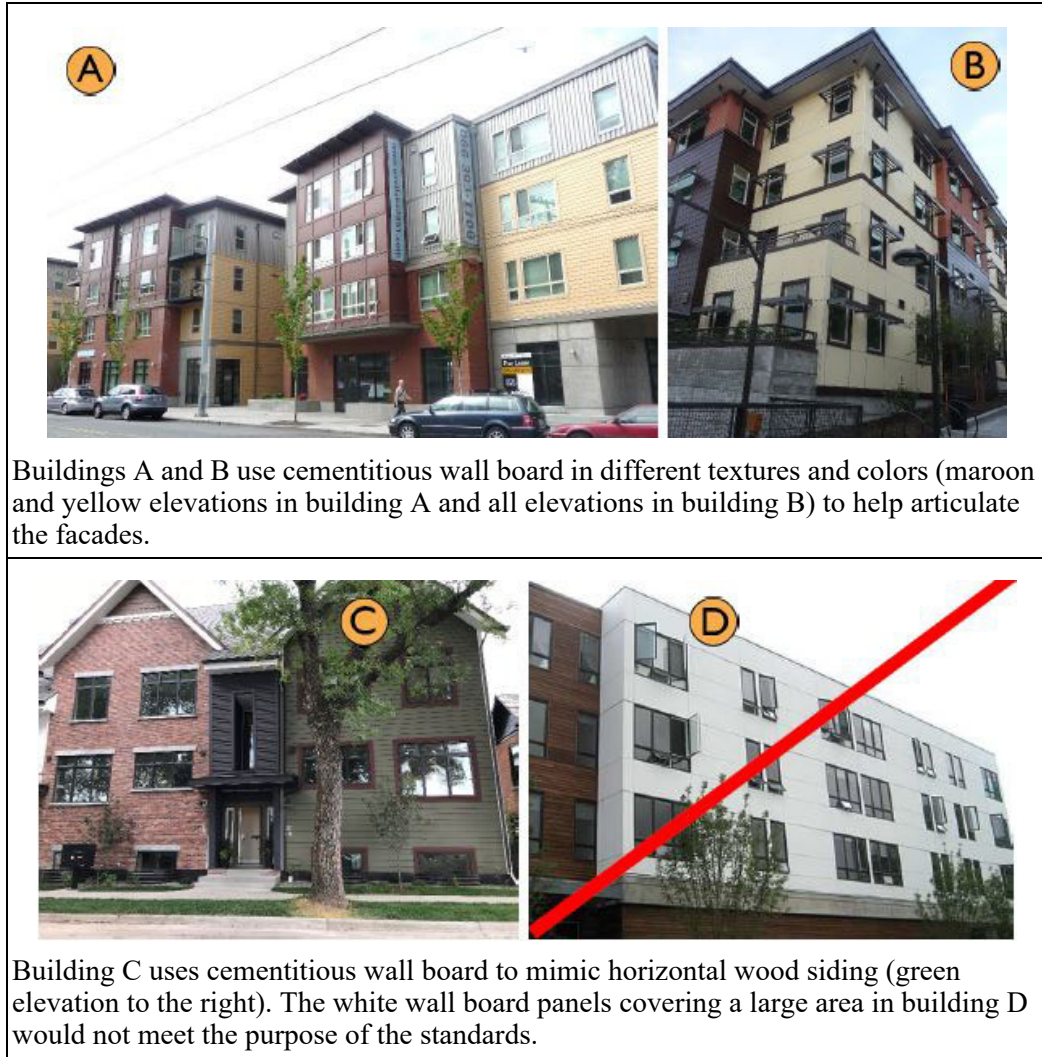 A
B
Buildings A and B use cementitious wall board in different textures and colors (maroon
and yellow elevations in building A and all elevations in building B) to help articulate
the facades.
C
D
Building C uses cementitious wall board to mimic horizontal wood siding (green
elevation to the right). The white wall board panels covering a large area in building D
would not meet the purpose of the standards.